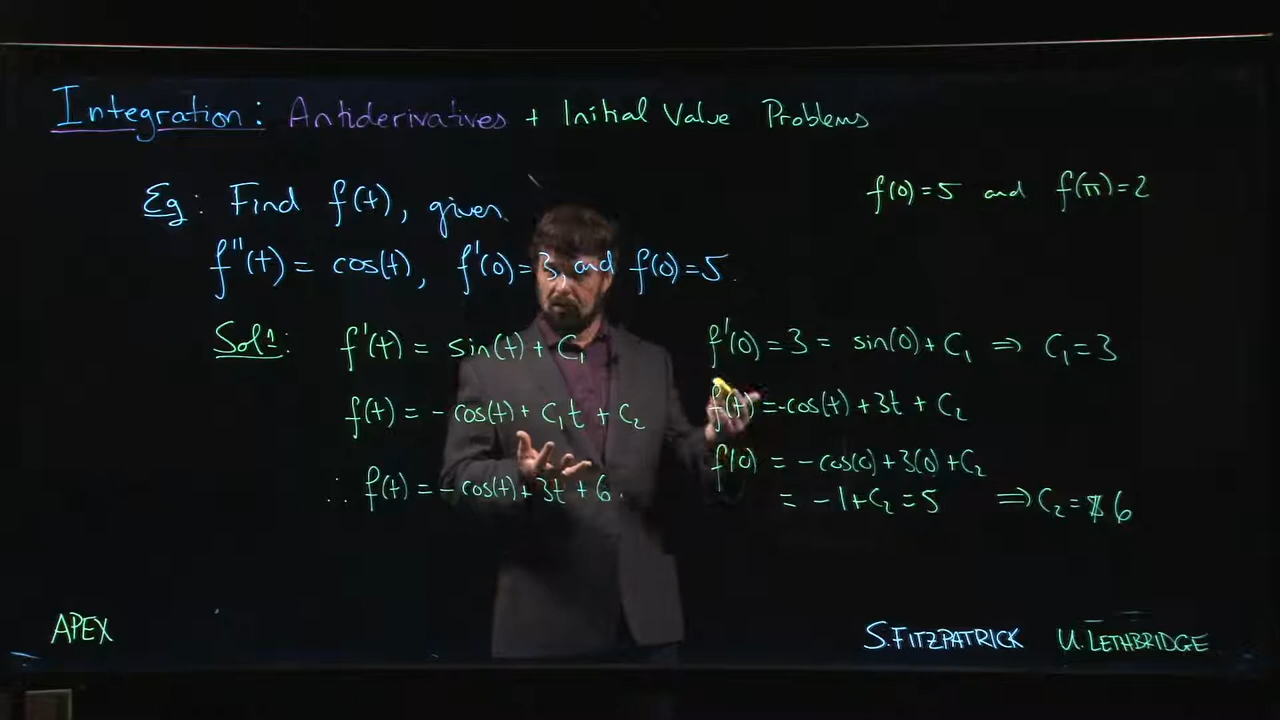 Integration: Antiderivatives + Initial Value Problems
f(0)=5 and f(π)=2
Eg: Find f(t), given
f''(t) = cos(t), f'(0)=3, and f(0)=5.
Soln: f'(t) = sin(t) + C₁
f'(0) = 3 = sin(0) + C₁ ⇒ C₁ = 3
f(t) = - cos(t) + C₁t + C₂
f(t) = -cos(t) + 3t + C₂
f(0) = - cos(0) + 3(0) + C₂
∴ f(t) = - cos(t) + 3t + 6.
= -1 + C₂ = 5 ⇒ C₂ = 6
APEX
S.FITZPATRICK U.LETHBRIDGE